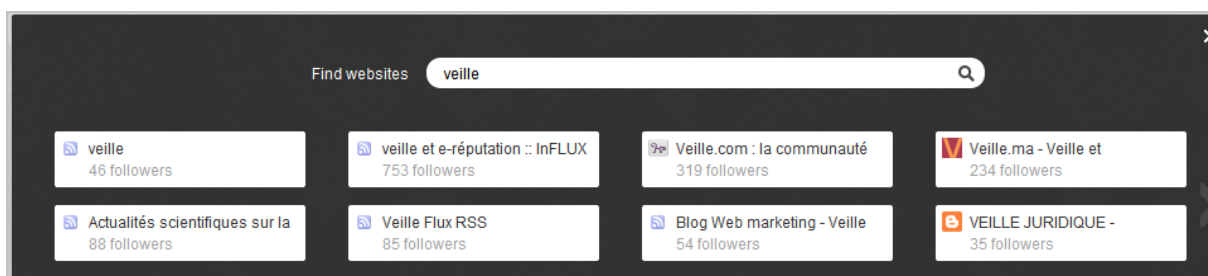 Find websites veille
veille
46 followers
veille et e-réputation :: InFLUX
753 followers
Veille.com : la communauté
319 followers
Veille.ma - Veille et
234 followers
Actualités scientifiques sur la
88 followers
Veille Flux RSS
85 followers
Blog Web marketing - Veille
54 followers
VEILLE JURIDIQUE -
35 followers